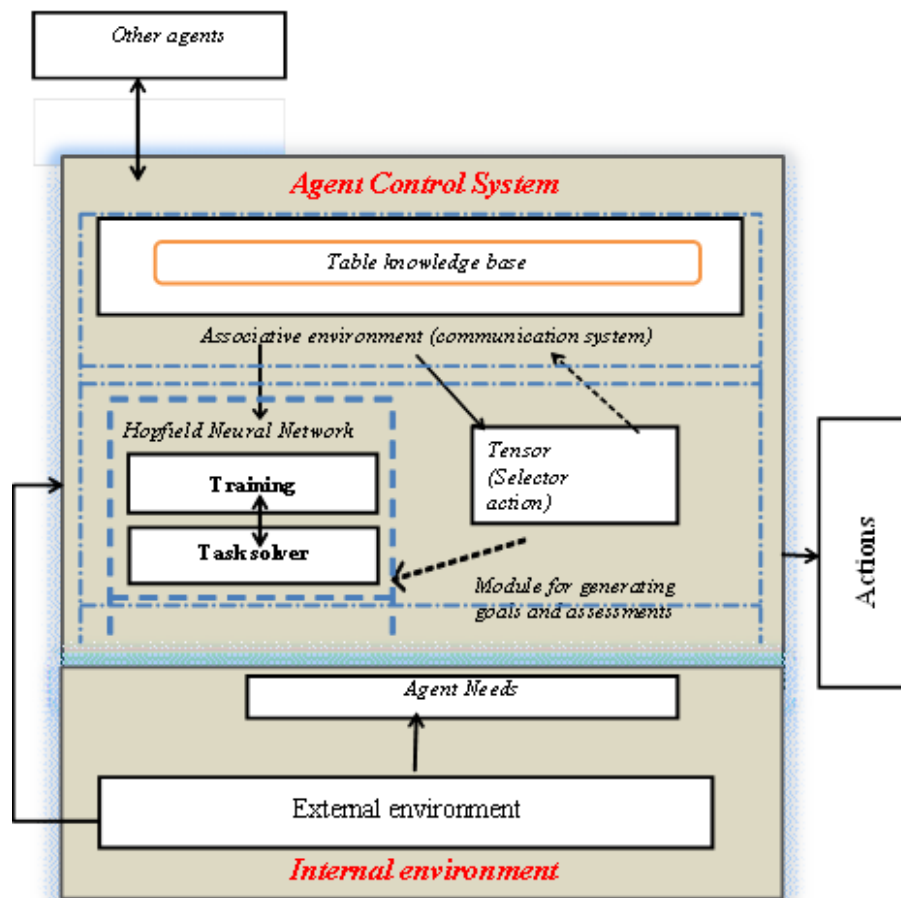 Other agents
Agent Control System
Table knowledge base
Associative environment (communication system)
Hopfield Neural Network
Training
Task solver
Tensor
(Selector
action)
Module for generating
goals and assessments
Actions
Agent Needs
External environment
Internal environment